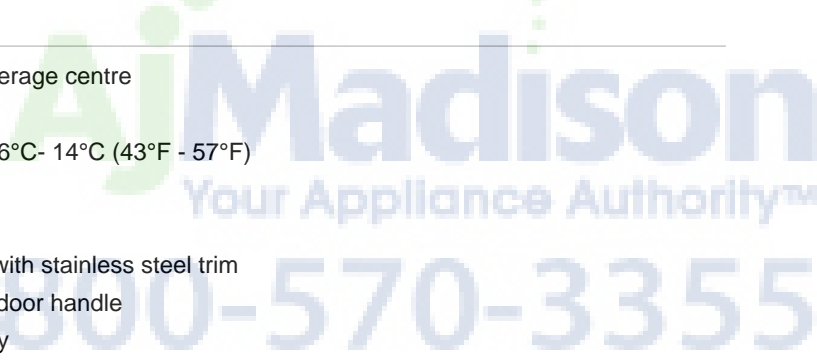 erage centre
6°C- 14°C (43°F - 57°F)
with stainless steel trim
door handle
y
AjMadison
Your Appliance Authority™
800-570-3355